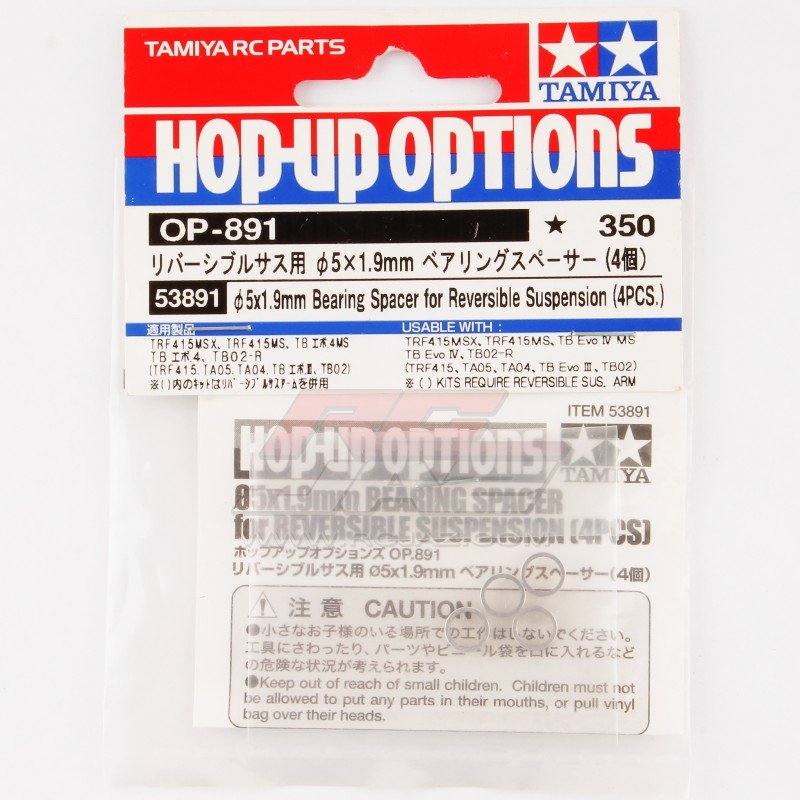 TAMIYA RC PARTS
TAMIYA
HOP-UP OPTIONS
OP-891 ★ 350
リバーシブルサス用 φ5×1.9mm ベアリングスペーサー (4個)
53891 φ5x1.9mm Bearing Spacer for Reversible Suspension (4PCS.)
適用製品
TRF415MSX、TRF415MS、TB エボ.4MS
TB エボ.4、TB02-R
(TRF415、TA05、TA04、TB エボ.Ⅲ、TB02)
※( )内のキットはリバーシブルサスアームを併用
USABLE WITH :
TRF415MSX、TRF415MS、TB Evo Ⅳ MS
TB Evo Ⅳ、TB02-R
(TRF415、TA05、TA04、TB Evo Ⅲ、TB02)
※ ( ) KITS REQUIRE REVERSIBLE SUS. ARM
ITEM 53891
HOP-UP OPTIONS
TAMIYA
Ø5x1.9mm BEARING SPACER
for REVERSIBLE SUSPENSION (4PCS)
ホップアップオプションズ OP.891
リバーシブルサス用 Ø5x1.9mm ベアリングスペーサー(4個)
注意 CAUTION
●小さなお子様のいる場所での工作はしないでください。
工具にさわったり、パーツやビニール袋を口に入れるなど
の危険な状況が考えられます。
●Keep out of reach of small children. Children must not
be allowed to put any parts in their mouths, or pull vinyl
bag over their heads.